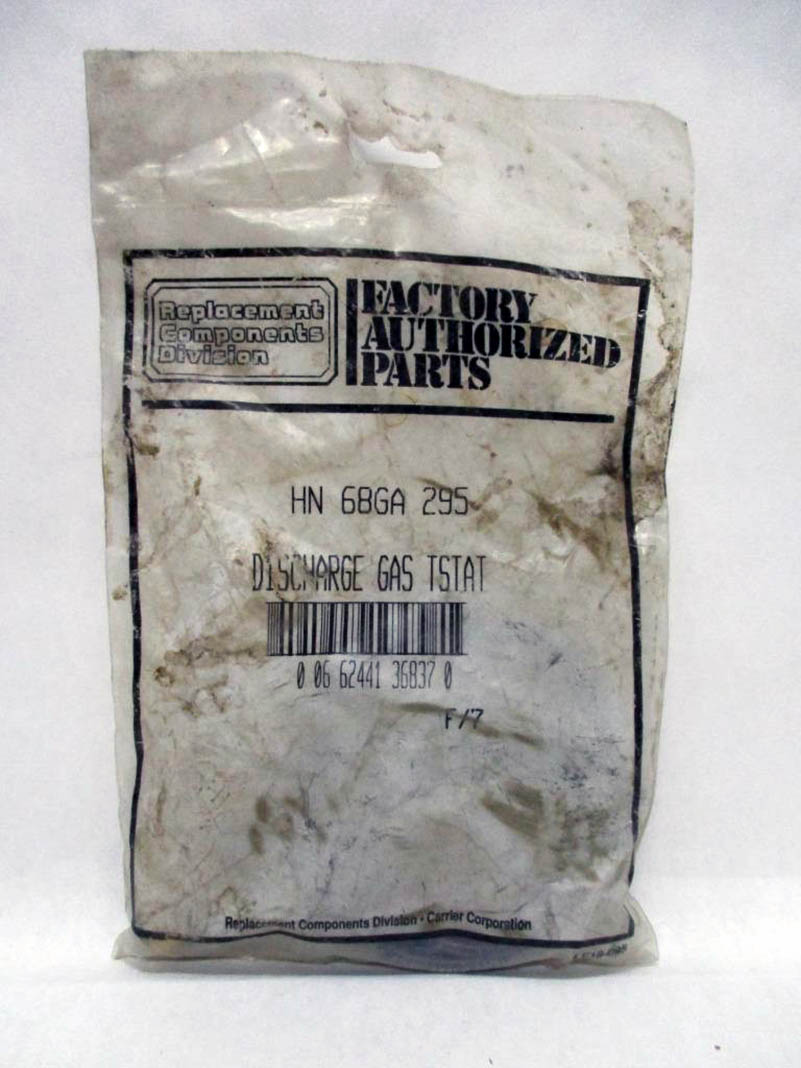 Replacement
Components
Division
FACTORY
AUTHORIZED
PARTS
HN 68GA 295
DISCHARGE GAS TSTAT
0 06 62441 36837 0
F/7
Replacement Components Division • Carrier Corporation